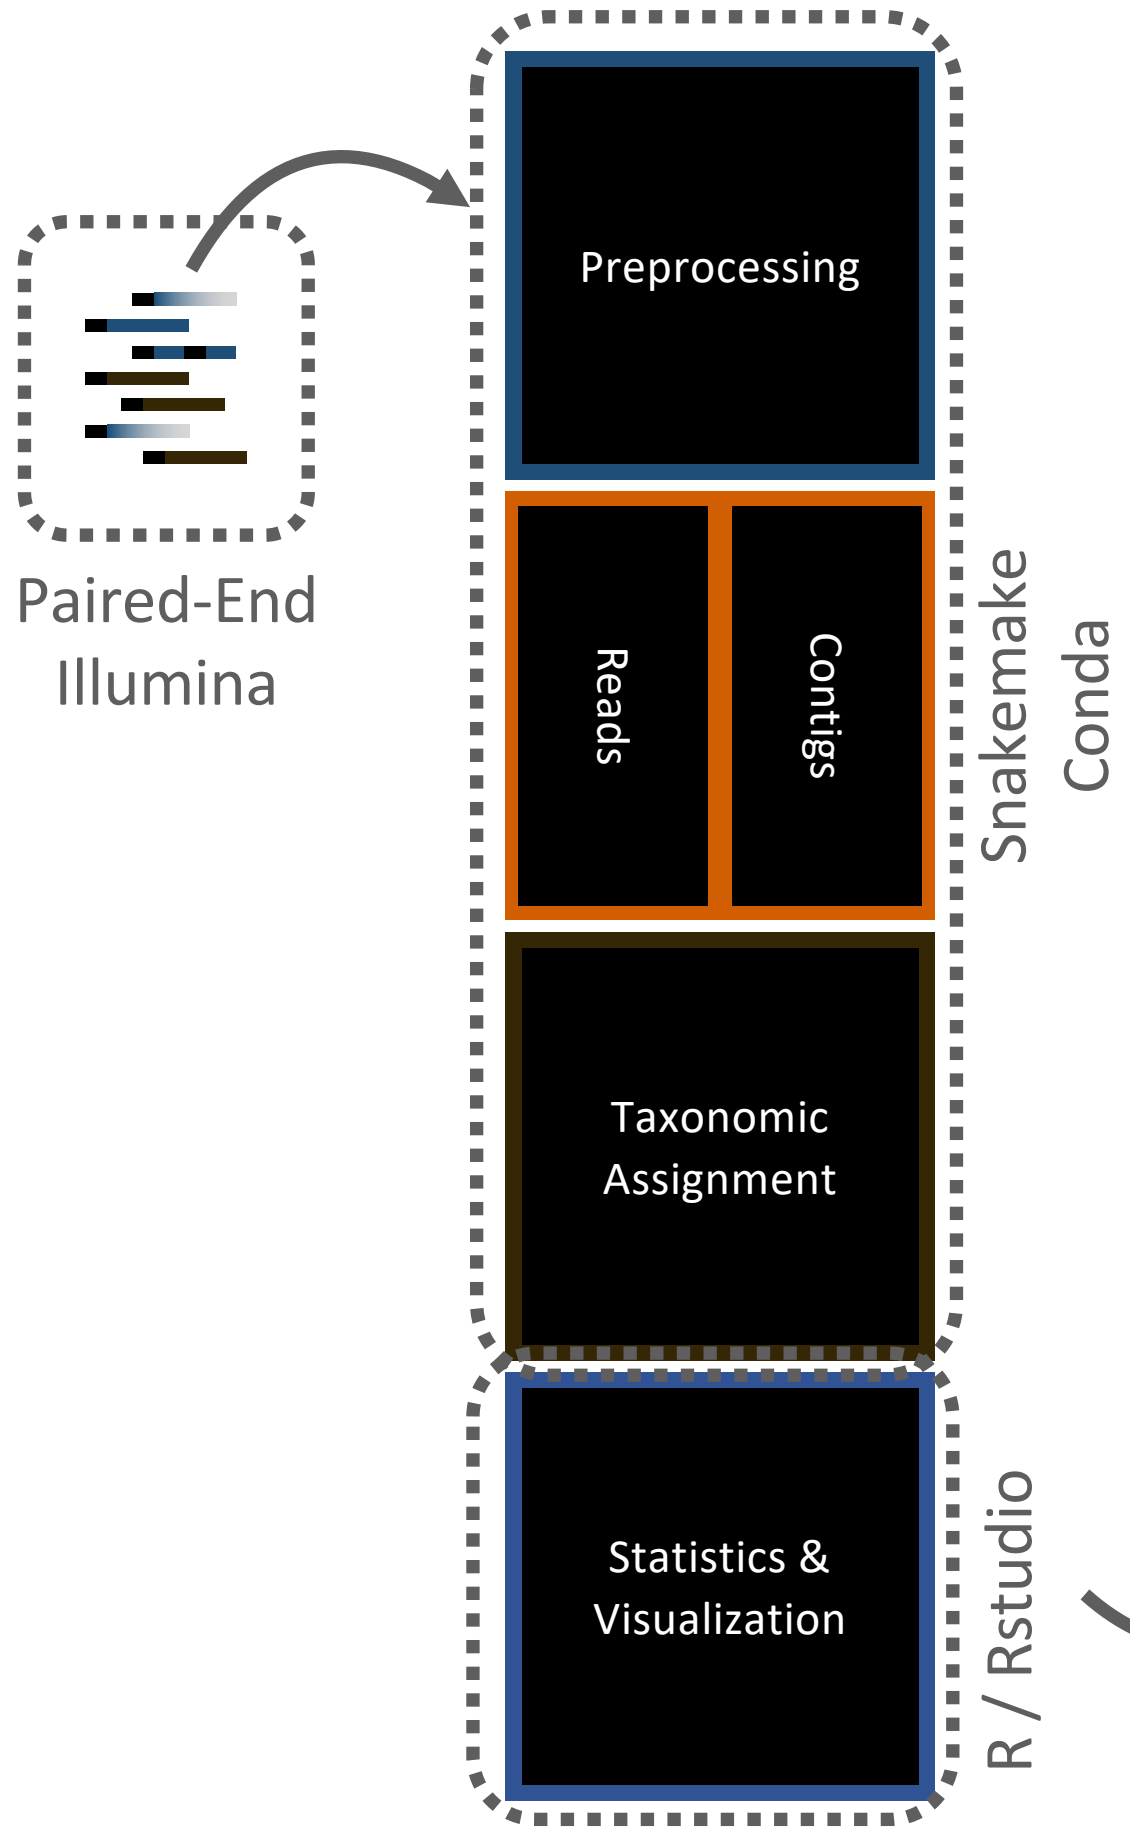 Preprocessing
Paired-End
Illumina
Reads
Contigs
Snakemake
Conda
Taxonomic
Assignment
Statistics &
Visualization
R / Rstudio